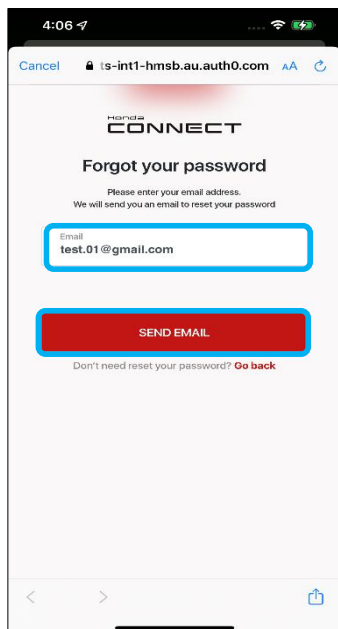 4:06
Cancel ts-int1-hmsb.au.auth0.com AA
Honda
CONNECT
Forgot your password
Please enter your email address.
We will send you an email to reset your password
Email
test.01@gmail.com
SEND EMAIL
Don't need reset your password? Go back